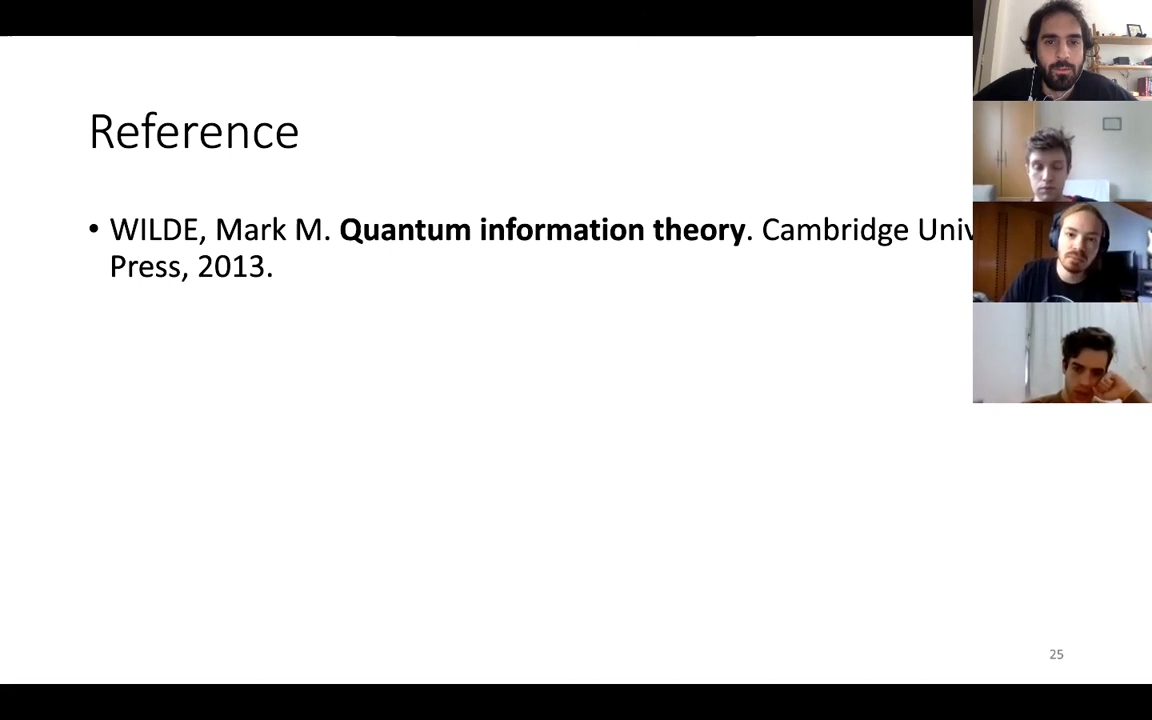 Reference
• WILDE, Mark M. Quantum information theory. Cambridge Univ
Press, 2013.
25